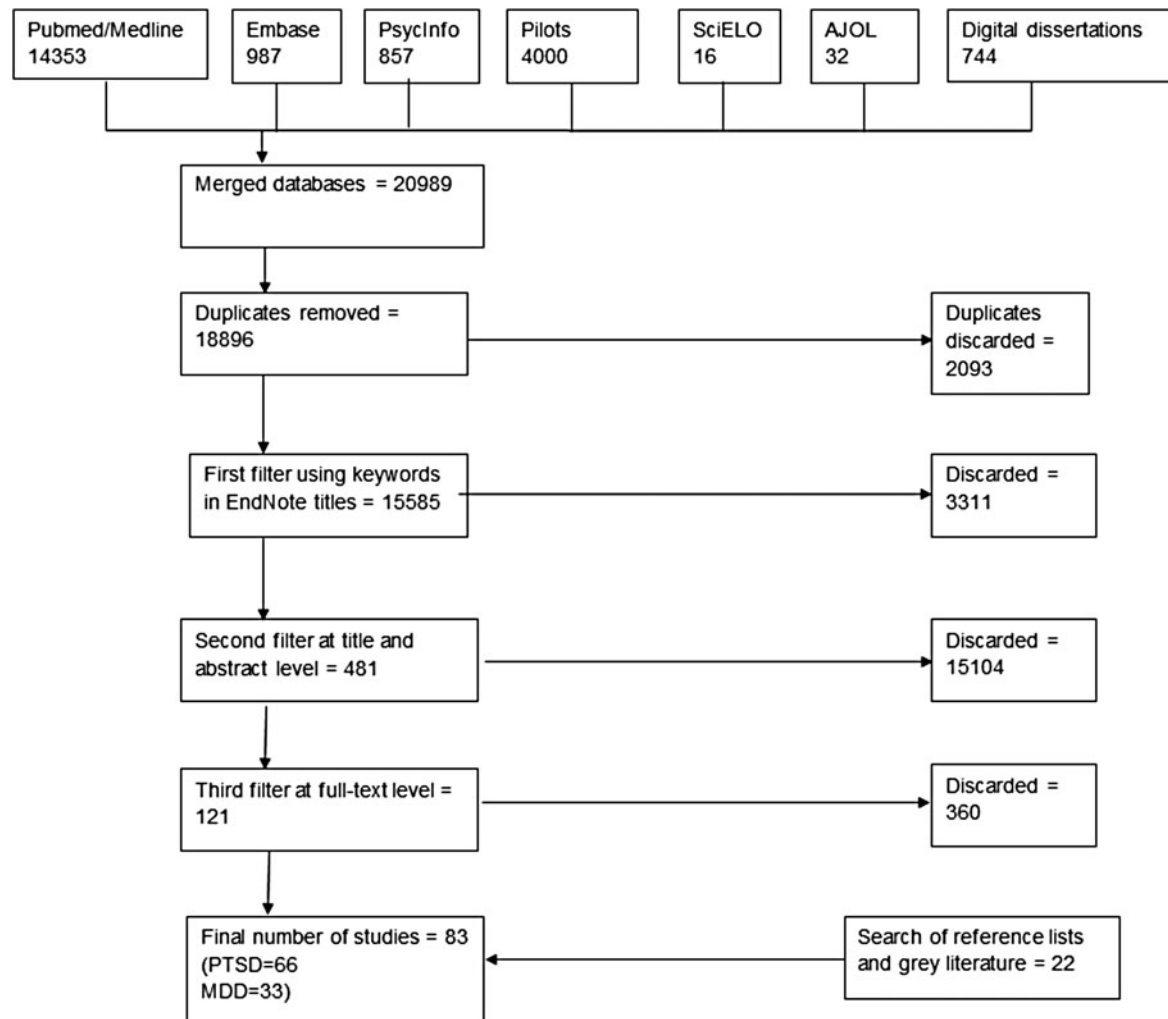 Pubmed/Medline
14353
Embase
987
PsycInfo
857
Pilots
4000
SciELO
16
AJOL
32
Digital dissertations
744
Merged databases = 20989
Duplicates removed =
18896
Duplicates
discarded =
2093
First filter using keywords
in EndNote titles = 15585
Discarded =
3311
Second filter at title and
abstract level = 481
Discarded =
15104
Third filter at full-text level =
121
Discarded =
360
Final number of studies = 83
(PTSD=66
MDD=33)
Search of reference lists
and grey literature = 22